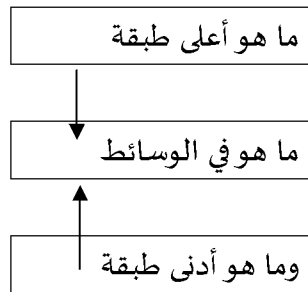 ما هو أعلى طبقة
ما هو في الوسائط
وما هو أدنى طبقة